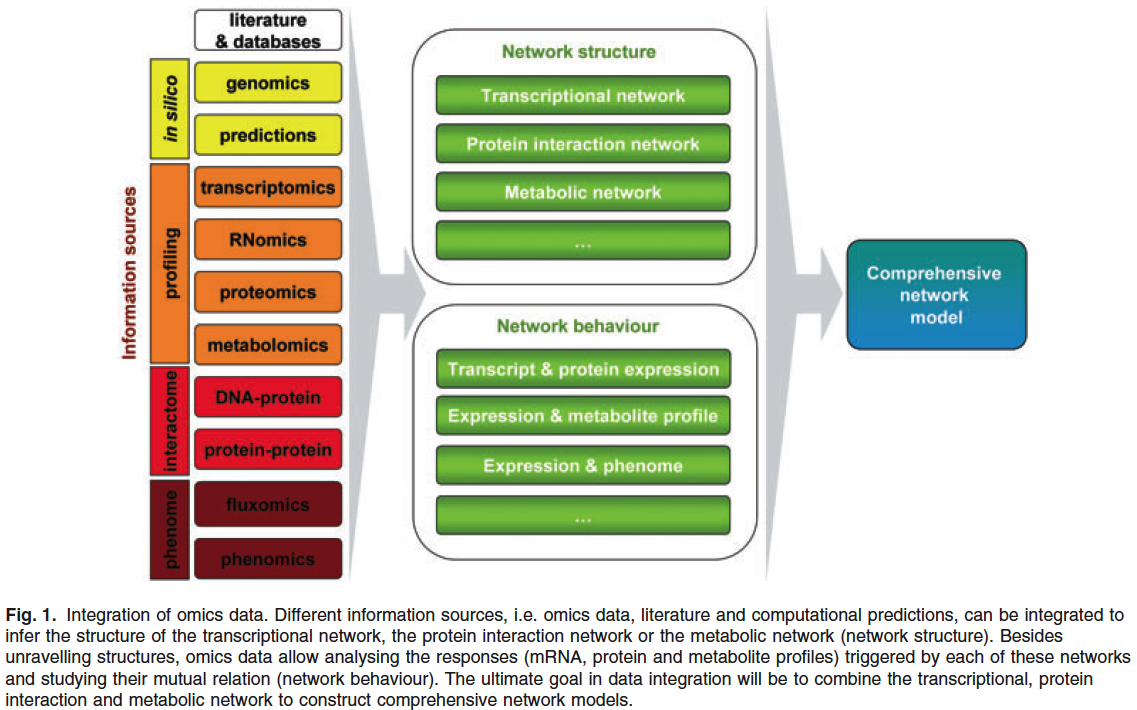 literature
& databases
Information sources
in silico
genomics
predictions
profiling
transcriptomics
RNomics
proteomics
metabolomics
interactome
DNA-protein
protein-protein
phenome
fluxomics
phenomics
Network structure
Transcriptional network
Protein interaction network
Metabolic network
...
Network behaviour
Transcript & protein expression
Expression & metabolite profile
Expression & phenome
...
Comprehensive
network
model
Fig. 1. Integration of omics data. Different information sources, i.e. omics data, literature and computational predictions, can be integrated to
infer the structure of the transcriptional network, the protein interaction network or the metabolic network (network structure). Besides
unravelling structures, omics data allow analysing the responses (mRNA, protein and metabolite profiles) triggered by each of these networks
and studying their mutual relation (network behaviour). The ultimate goal in data integration will be to combine the transcriptional, protein
interaction and metabolic network to construct comprehensive network models.